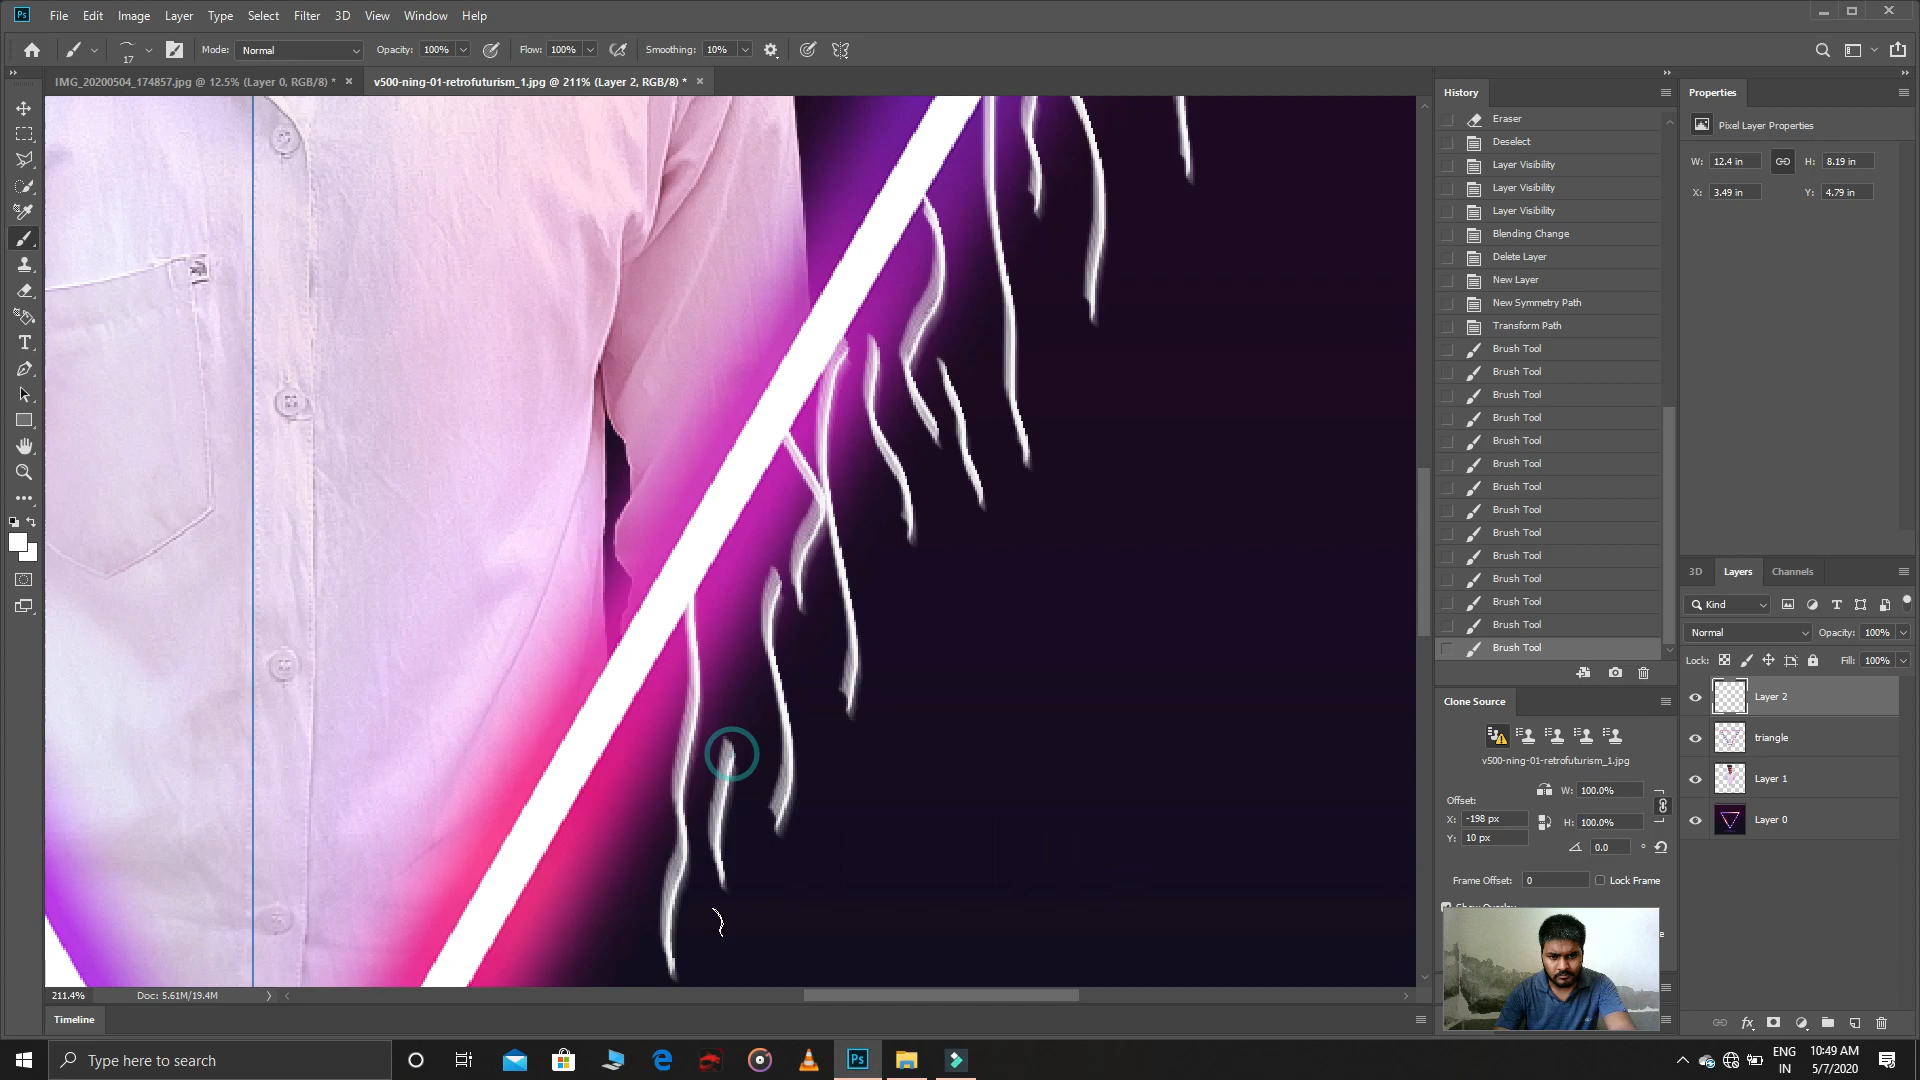 Ps File Edit Image Layer Type Select Filter 3D View Window Help
17 Mode: Normal Opacity: 100% Flow: 100% Smoothing: 10%
IMG_20200504_174857.jpg @ 12.5% (Layer 0, RGB/8) * v500-ning-01-retrofuturism_1.jpg @ 211% (Layer 2, RGB/8) *
History
Eraser
Deselect
Layer Visibility
Layer Visibility
Layer Visibility
Blending Change
Delete Layer
New Layer
New Symmetry Path
Transform Path
Brush Tool
Brush Tool
Brush Tool
Brush Tool
Brush Tool
Brush Tool
Brush Tool
Brush Tool
Brush Tool
Brush Tool
Brush Tool
Brush Tool
Brush Tool
Brush Tool
Properties
Pixel Layer Properties
W: 12.4 in H: 8.19 in
X: 3.49 in Y: 4.79 in
Clone Source
v500-ning-01-retrofuturism_1.jpg
Offset: W: 100.0%
X: -198 px H: 100.0%
Y: 10 px 0.0 °
Frame Offset: 0 Lock Frame
3D Layers Channels
Kind
Normal Opacity: 100%
Lock: Fill: 100%
Layer 2
triangle
Layer 1
Layer 0
211.4% Doc: 5.61M/19.4M
Timeline
Type here to search
Ps
ENG
IN
10:49 AM
5/7/2020